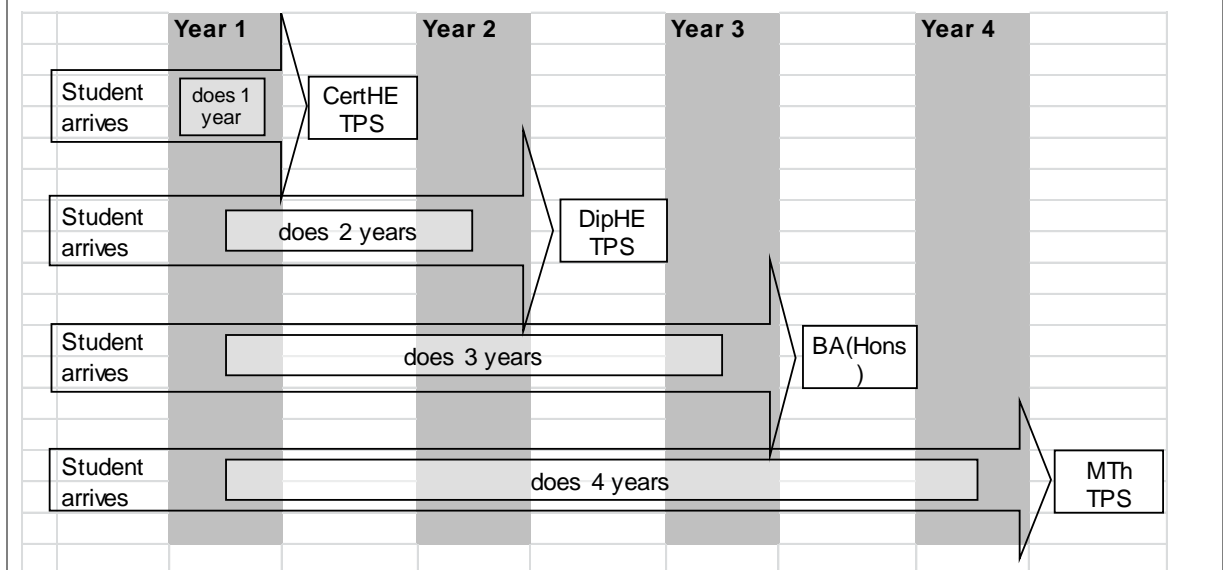 Year 1 Year 2 Year 3 Year 4
Student
arrives
does 1
year
CertHE
TPS
Student
arrives
does 2 years
DipHE
TPS
Student
arrives
does 3 years
BA(Hons
)
Student
arrives
does 4 years
MTh
TPS